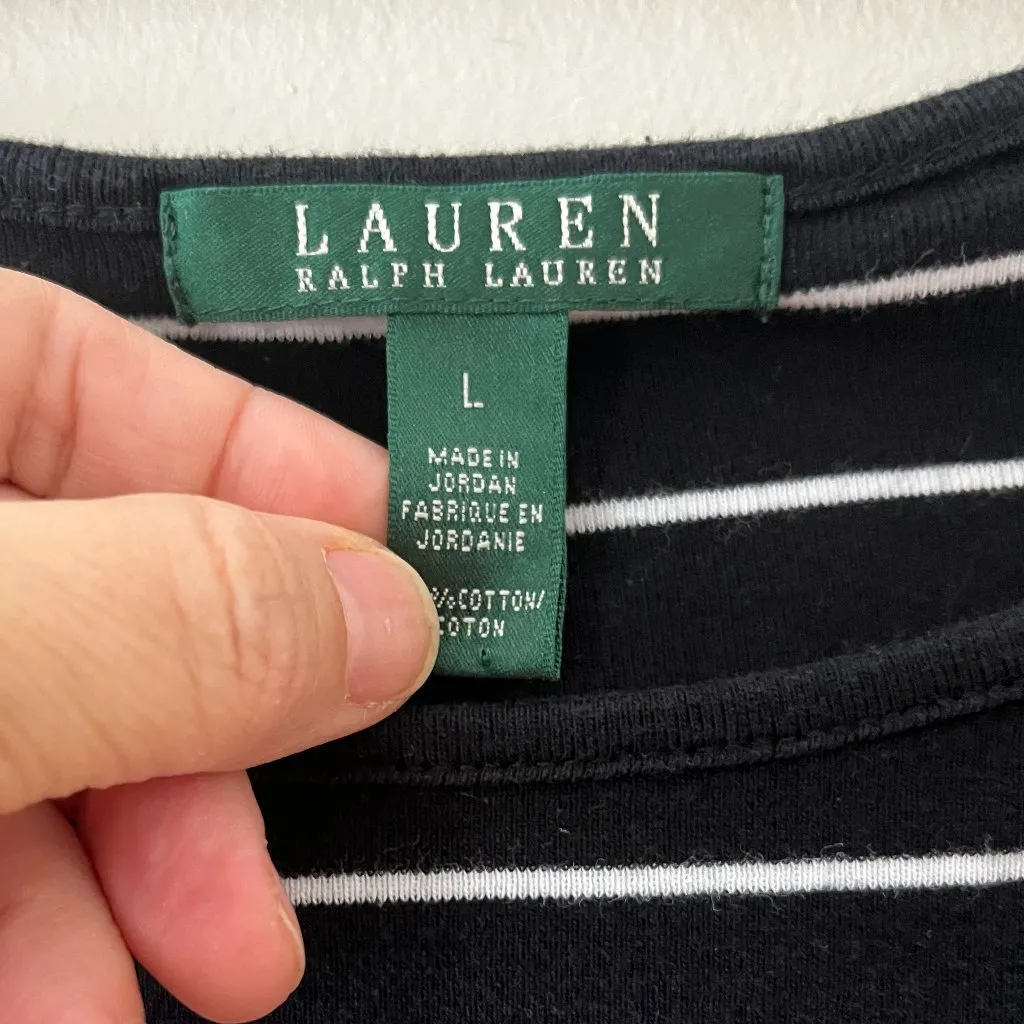 LAUREN
RALPH LAUREN
L
MADE IN
JORDAN
FABRIQUE EN
JORDANIE
%COTTON/
COTON